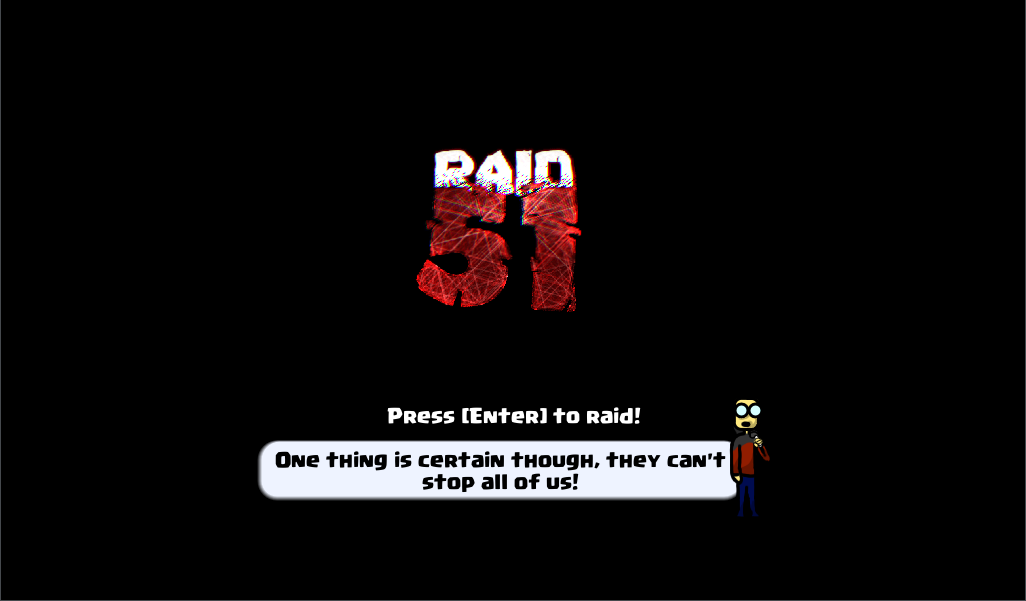 RAID
51
Press [Enter] to raid!
One thing is certain though, they can't
stop all of us!